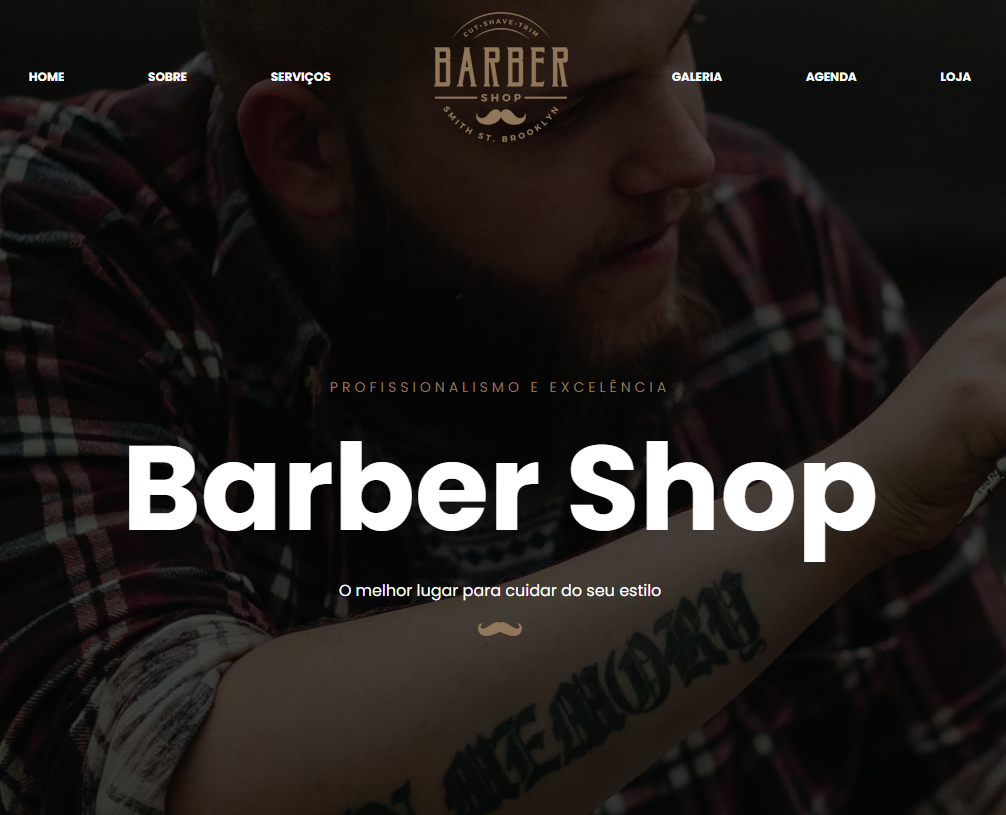 CUT•SHAVE•TRIM
BARBER
SHOP
SMITH ST. BROOKLYN
HOME SOBRE SERVIÇOS GALERIA AGENDA LOJA
PROFISSIONALISMO E EXCELÊNCIA
Barber Shop
O melhor lugar para cuidar do seu estilo
MEMORY